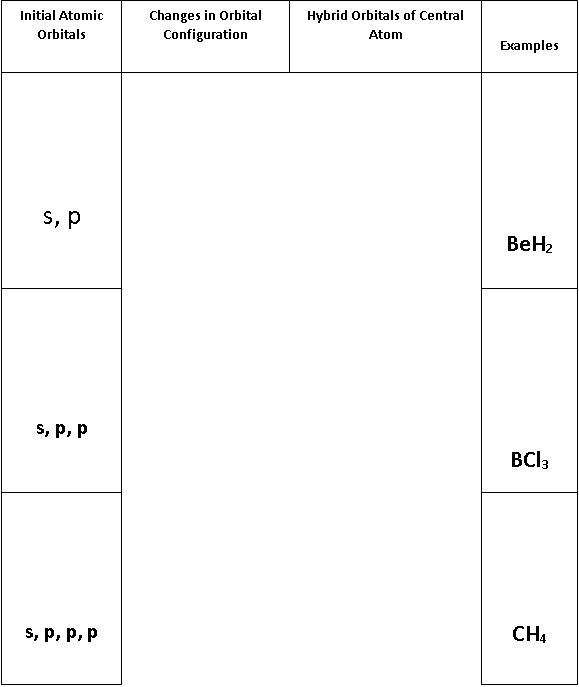 Initial Atomic
Orbitals
Changes in Orbital
Configuration
Hybrid Orbitals of Central
Atom
Examples
s, p
BeH₂
s, p, p
BCl₃
s, p, p, p
CH₄